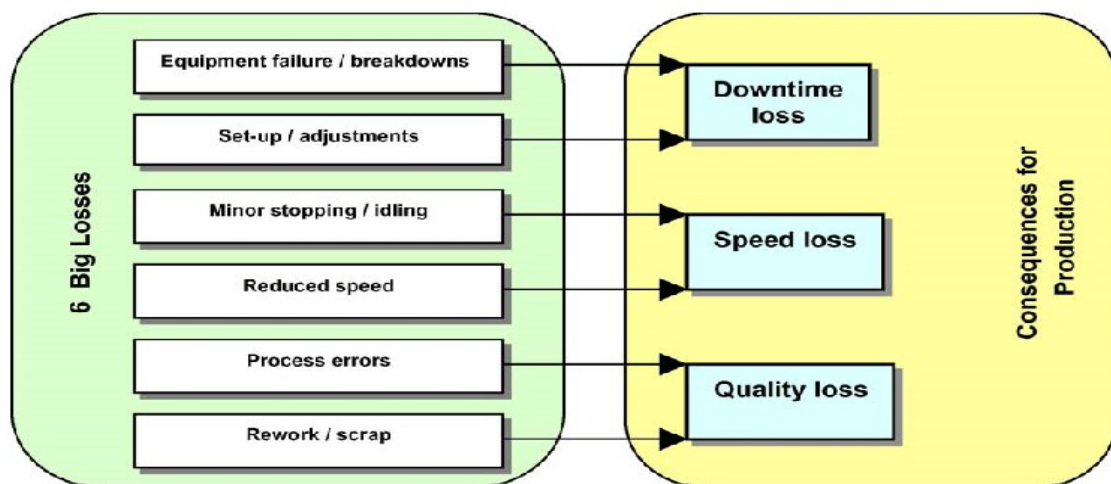 6 Big Losses
Equipment failure / breakdowns
Set-up / adjustments
Minor stopping / idling
Reduced speed
Process errors
Rework / scrap
Downtime
loss
Speed loss
Quality loss
Consequences for
Production